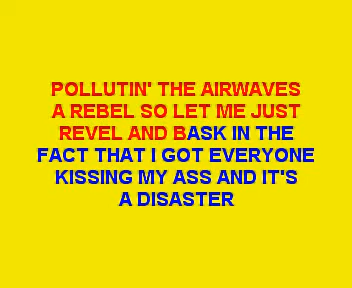 POLLUTIN' THE AIRWAVES
A REBEL SO LET ME JUST
REVEL AND BASK IN THE
FACT THAT I GOT EVERYONE
KISSING MY ASS AND IT'S
A DISASTER